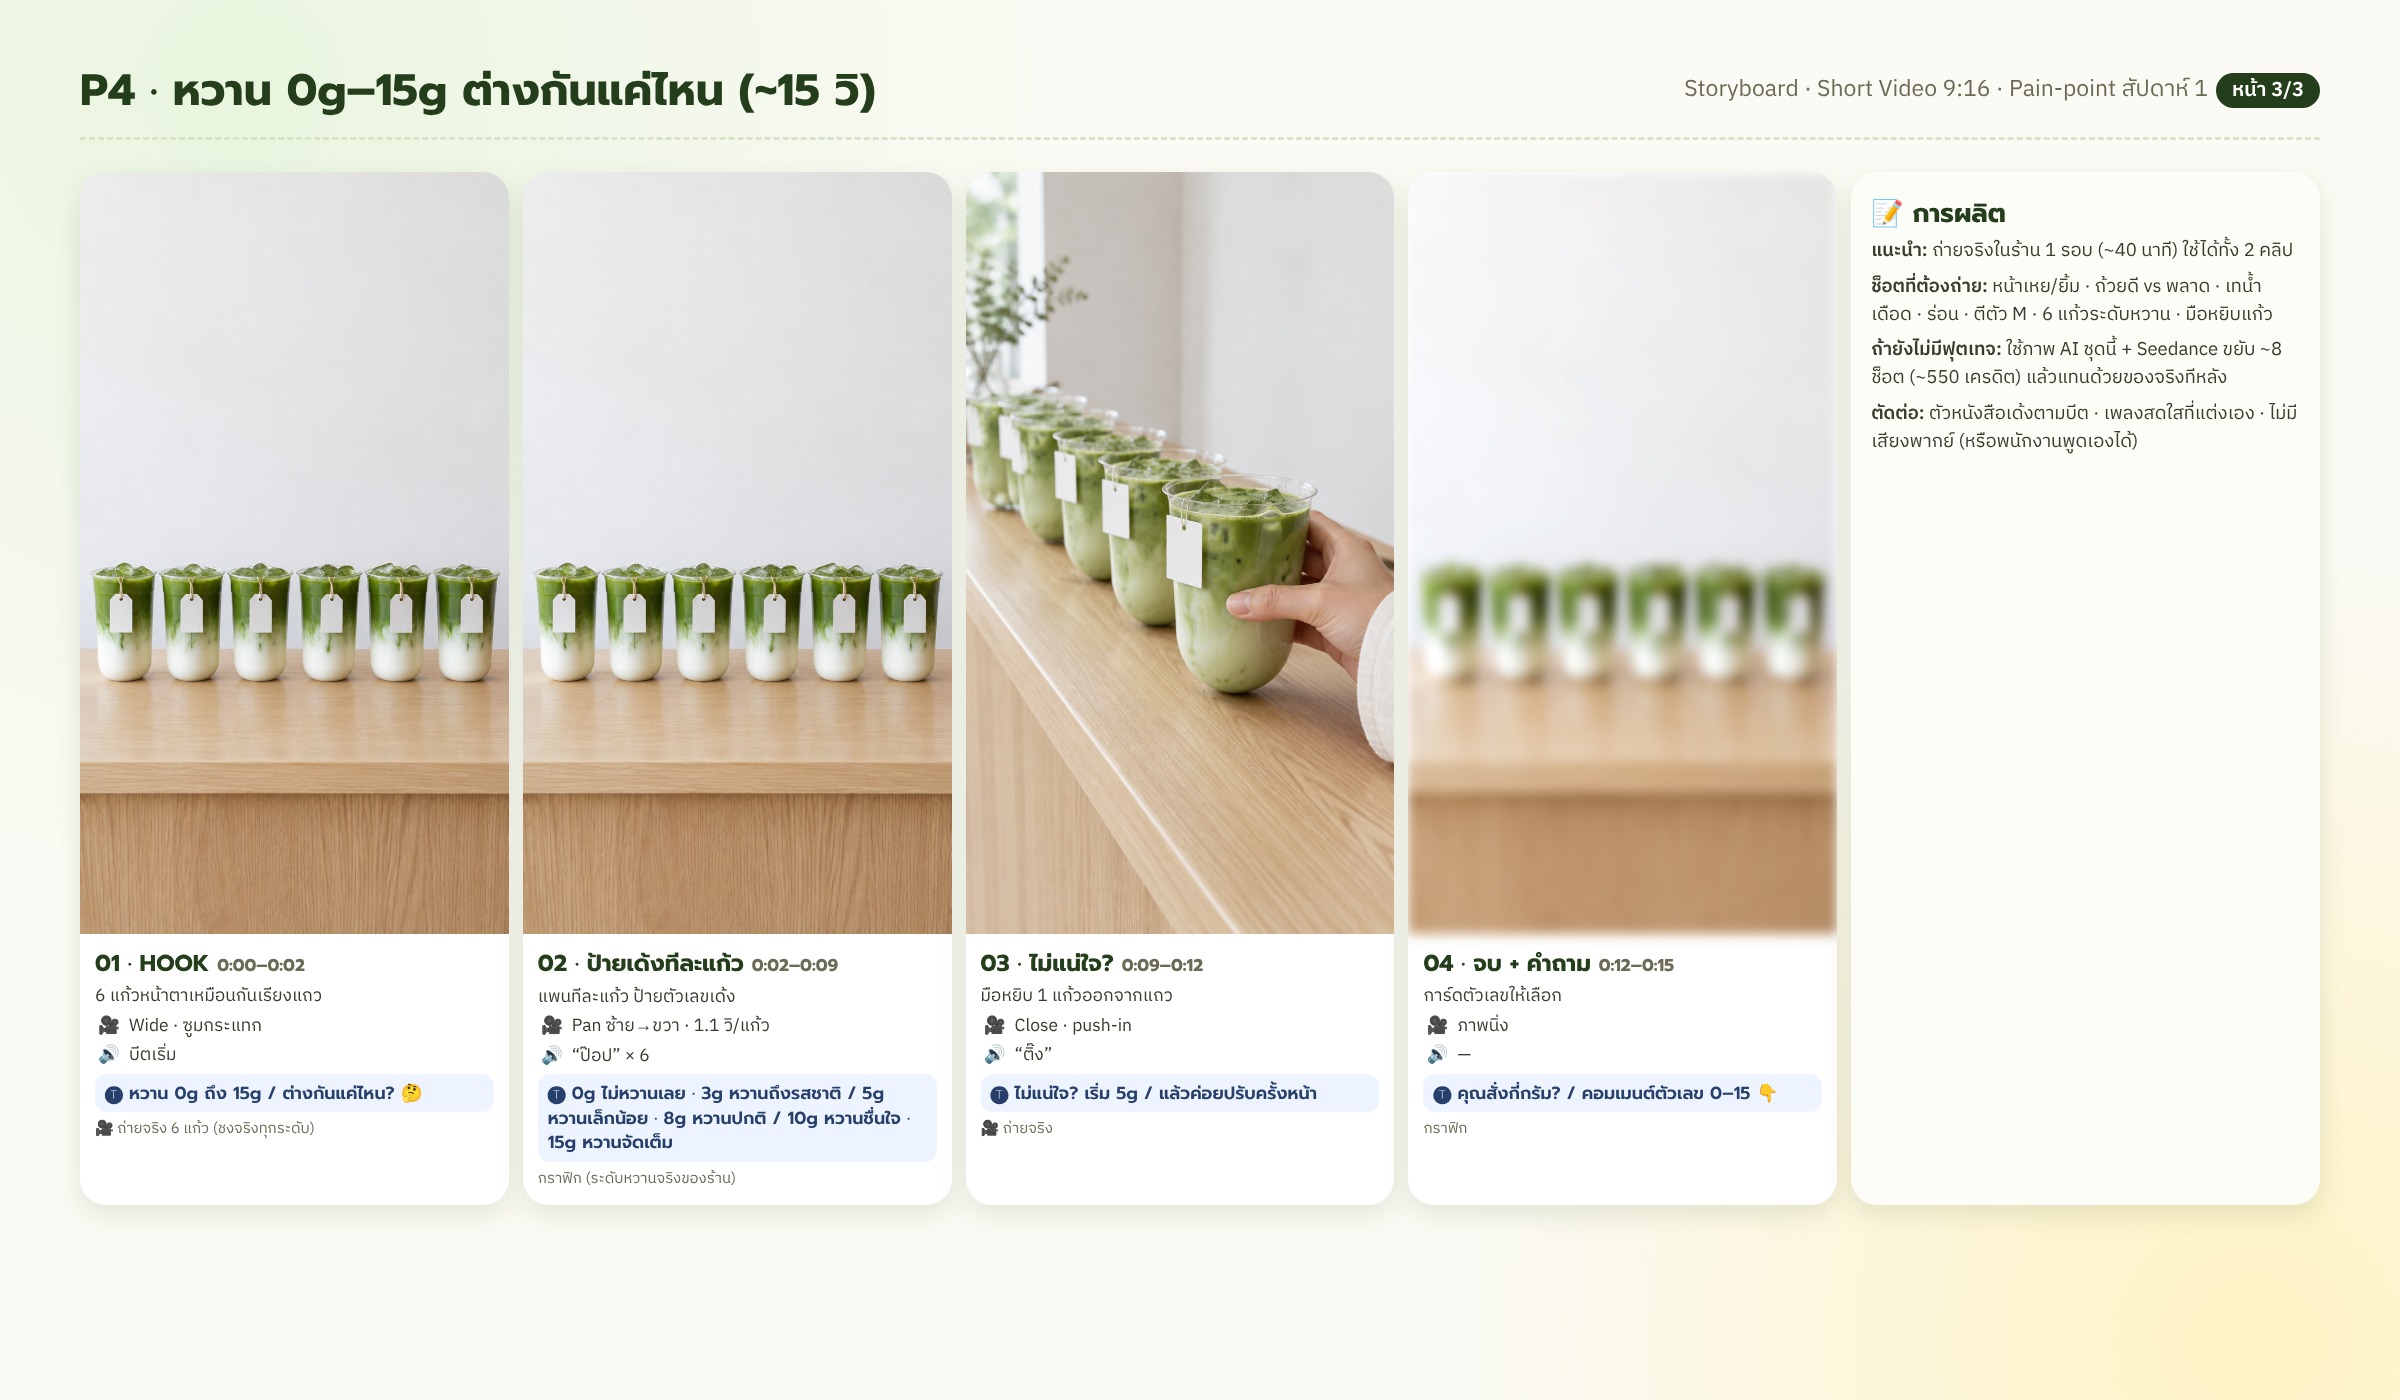 P4 · หวาน 0g–15g ต่างกันแค่ไหน (~15 วิ)
Storyboard · Short Video 9:16 · Pain-point สัปดาห์ 1 หน้า 3/3
01 · HOOK 0:00–0:02
6 แก้วหน้าตาเหมือนกันเรียงแถว
🎥 Wide · ซูมกระแทก
🔊 บีตเริ่ม
🅣 หวาน 0g ถึง 15g / ต่างกันแค่ไหน? 🤔
🎥 ถ่ายจริง 6 แก้ว (ชงจริงทุกระดับ)
02 · ป้ายเด้งทีละแก้ว 0:02–0:09
แพนทีละแก้ว ป้ายตัวเลขเด้ง
🎥 Pan ซ้าย→ขวา · 1.1 วิ/แก้ว
🔊 “ป๊อป” × 6
🅣 0g ไม่หวานเลย · 3g หวานถึงรสชาติ / 5g
หวานเล็กน้อย · 8g หวานปกติ / 10g หวานชื่นใจ ·
15g หวานจัดเต็ม
กราฟิก (ระดับหวานจริงของร้าน)
03 · ไม่แน่ใจ? 0:09–0:12
มือหยิบ 1 แก้วออกจากแถว
🎥 Close · push-in
🔊 “ติ๊ง”
🅣 ไม่แน่ใจ? เริ่ม 5g / แล้วค่อยปรับครั้งหน้า
🎥 ถ่ายจริง
04 · จบ + คำถาม 0:12–0:15
การ์ดตัวเลขให้เลือก
🎥 ภาพนิ่ง
🔊 —
🅣 คุณสั่งกี่กรัม? / คอมเมนต์ตัวเลข 0–15 👇
กราฟิก
📝 การผลิต
แนะนำ: ถ่ายจริงในร้าน 1 รอบ (~40 นาที) ใช้ได้ทั้ง 2 คลิป
ช็อตที่ต้องถ่าย: หน้าเหย/ยิ้ม · ถ้วยดี vs พลาด · เทน้ำ
เดือด · ร่อน · ตีตัว M · 6 แก้วระดับหวาน · มือหยิบแก้ว
ถ้ายังไม่มีฟุตเทจ: ใช้ภาพ AI ชุดนี้ + Seedance ขยับ ~8
ช็อต (~550 เครดิต) แล้วแทนด้วยของจริงทีหลัง
ตัดต่อ: ตัวหนังสือเด้งตามบีต · เพลงสดใสที่แต่งเอง · ไม่มี
เสียงพากย์ (หรือพนักงานพูดเองได้)